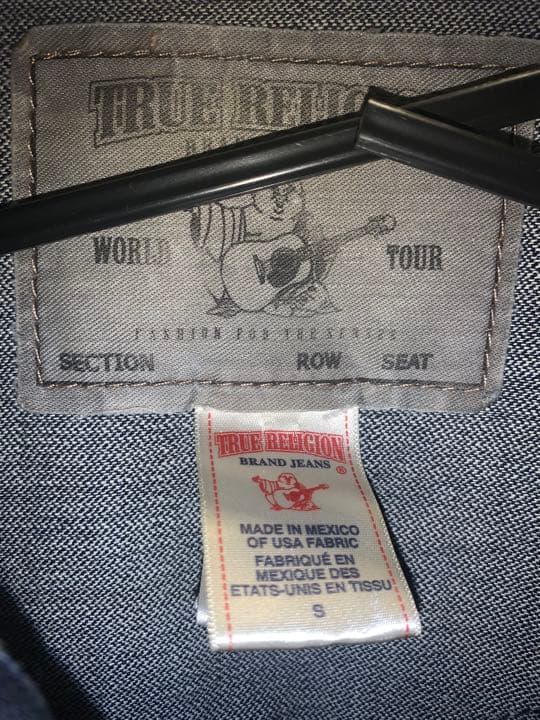 TRUE RELIGIO
WORLD TOUR
FASHION FOR THE SENSES
SECTION ROW SEAT
TRUE RELIGION
BRAND JEANS ®
MADE IN MEXICO
OF USA FABRIC
FABRIQUÉ EN
MEXIQUE DES
ETATS-UNIS EN TISSU
S